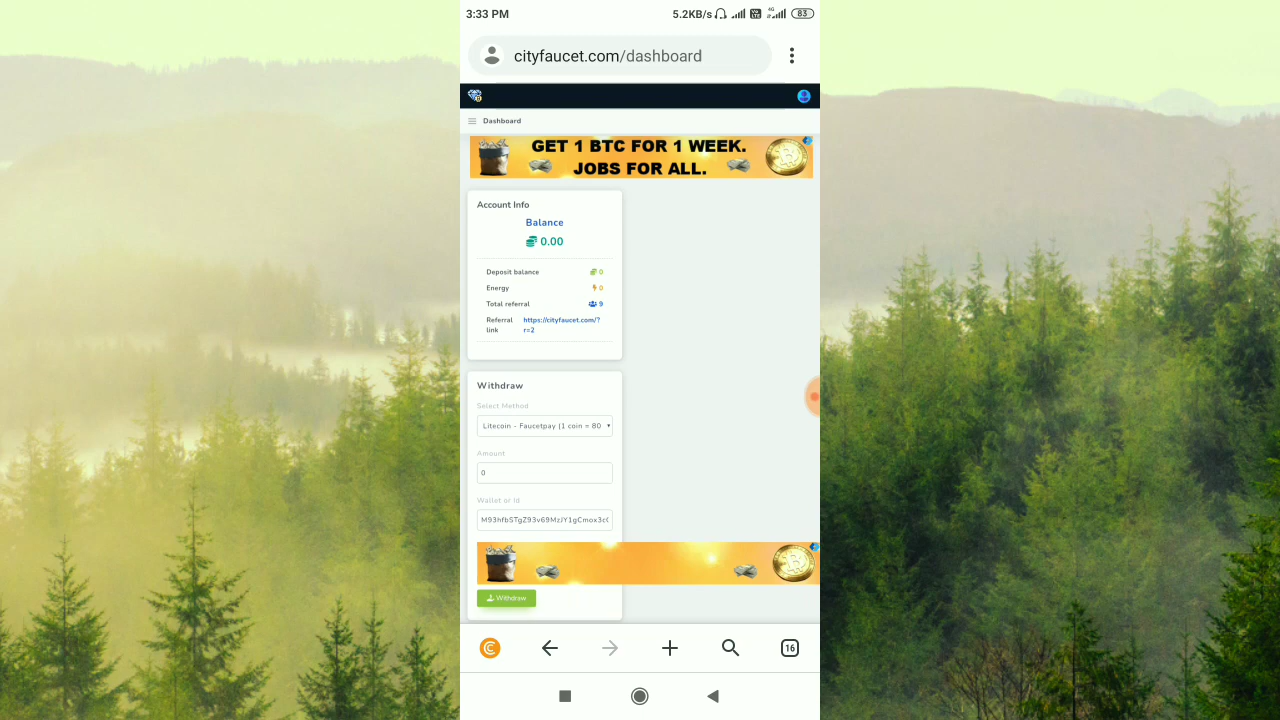 3:33 PM
5.2KB/s
4G
83
cityfaucet.com/dashboard
Dashboard
GET 1 BTC FOR 1 WEEK.
JOBS FOR ALL.
Account Info
Balance
0.00
Deposit balance 0
Energy 0
Total referral 9
Referral link
https://cityfaucet.com/?
r=2
Withdraw
Select Method
Litecoin - Faucetpay (1 coin = 80
Amount
0
Wallet or Id
Withdraw
16